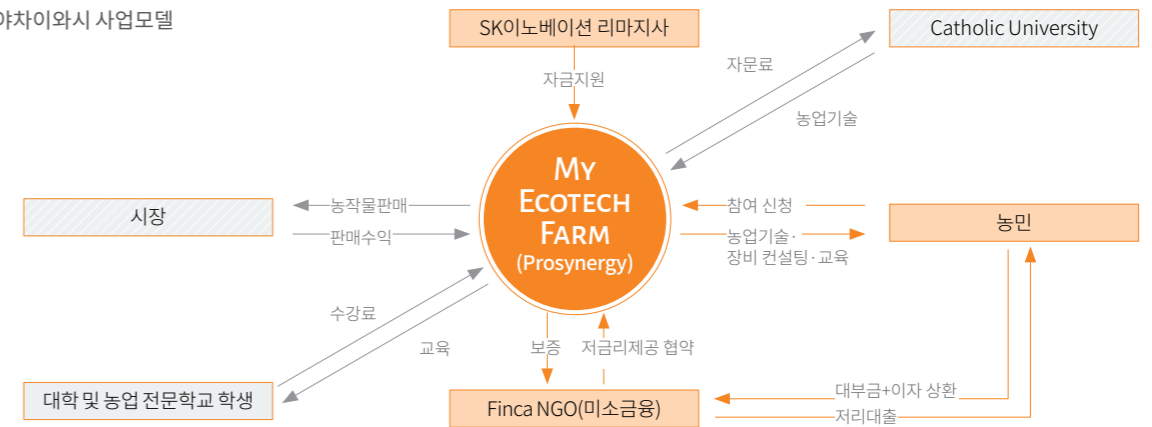 야차이와시 사업모델
SK이노베이션 리마지사
Catholic University
자금지원
자문료
농업기술
MY
ECOTECH
FARM
(Prosynergy)
시장
농작물판매
판매수익
참여 신청
농업기술·
장비 컨설팅·교육
농민
수강료
교육
보증
저금리제공 협약
대학 및 농업 전문학교 학생
Finca NGO(미소금융)
대부금+이자 상환
저리대출